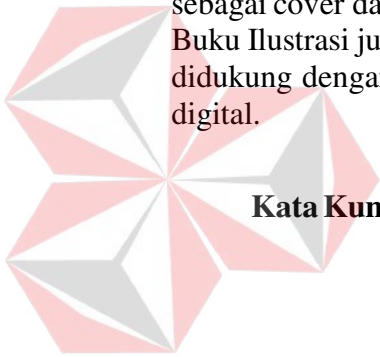 sebagai cover da
Buku Ilustrasi ju
didukung dengan
digital.
Kata Kun